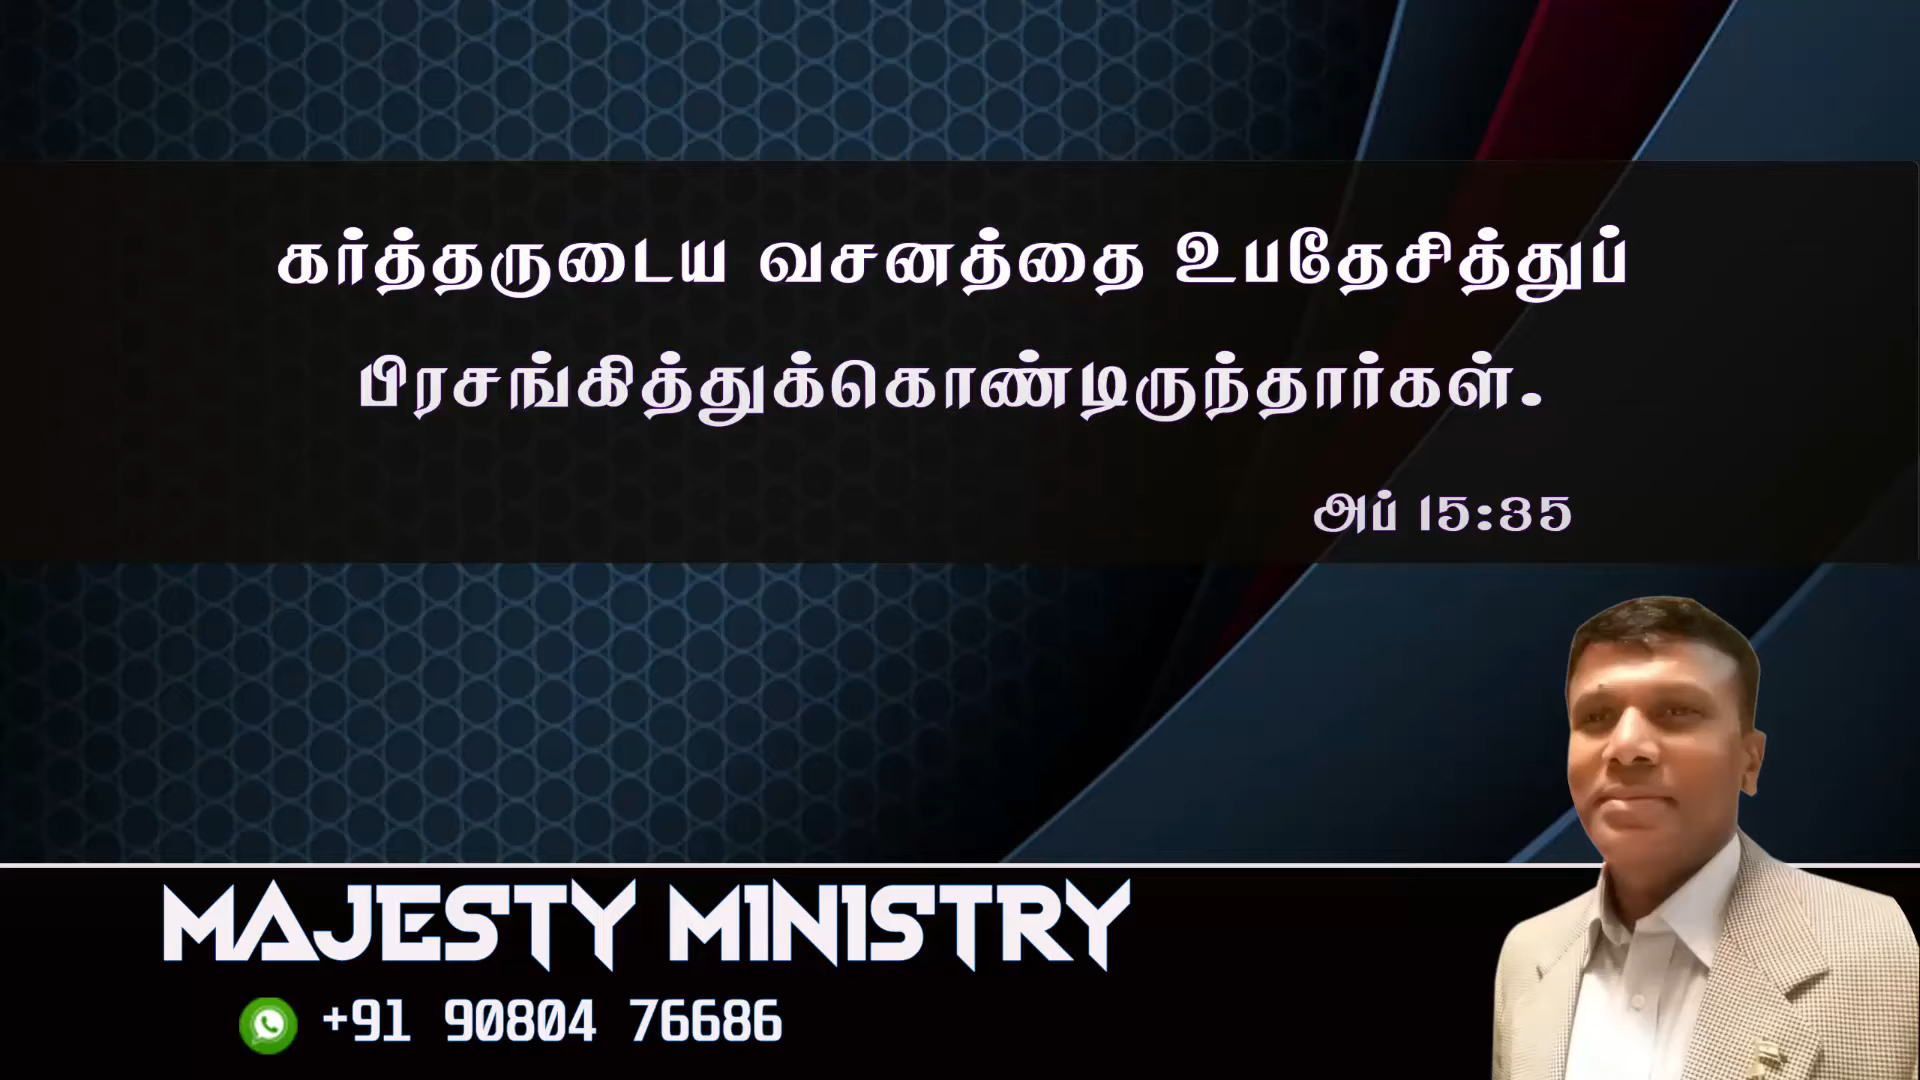 கர்த்தருடைய வசனத்தை உபதேசித்துப்
பிரசங்கித்துக்கொண்டிருந்தார்கள்.
அப் 15:35
MAJESTY MINISTRY
+91 90804 76686